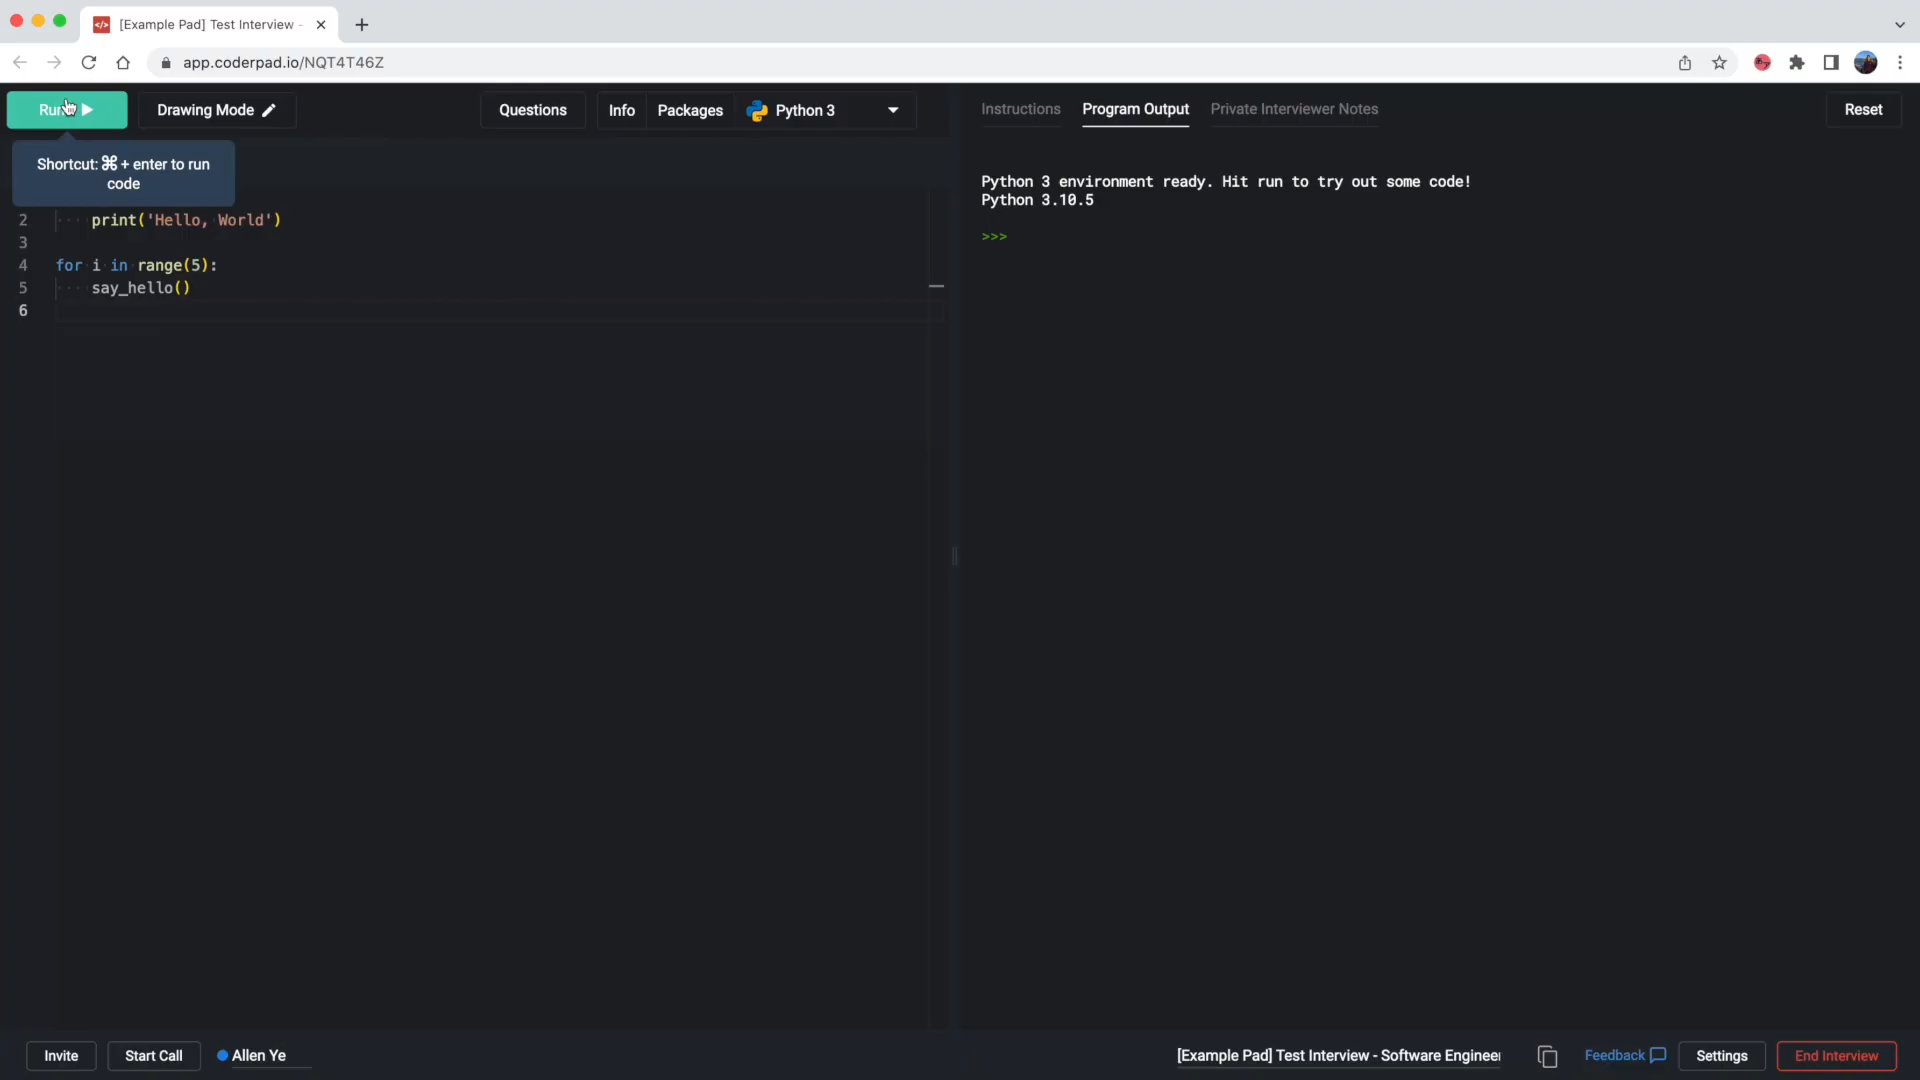 [Example Pad] Test Interview -
app.coderpad.io/NQT4T46Z
Run
Drawing Mode
Questions
Info
Packages
Python 3
Instructions
Program Output
Private Interviewer Notes
Reset
Shortcut: ⌘ + enter to run
code
2 print('Hello, World')
3
4 for i in range(5):
5 say_hello()
6
Python 3 environment ready. Hit run to try out some code!
Python 3.10.5
>>>
Invite
Start Call
Allen Ye
[Example Pad] Test Interview - Software Engineer
Feedback
Settings
End Interview